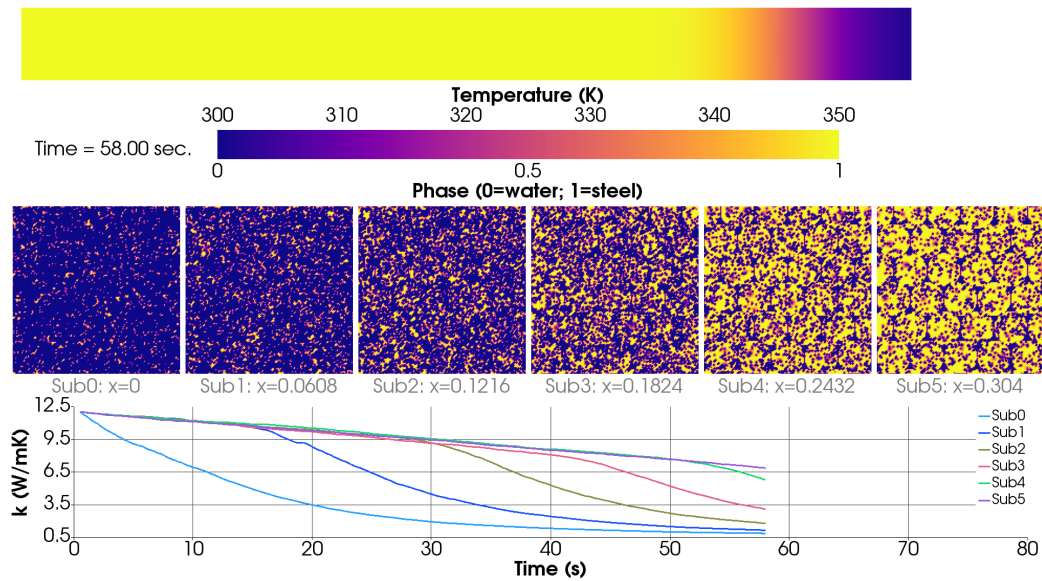 Temperature (K)
300 310 320 330 340 350
Time = 58.00 sec.
0 0.5 1
Phase (0=water; 1=steel)
Sub0: x=0 Sub1: x=0.0608 Sub2: x=0.1216 Sub3: x=0.1824 Sub4: x=0.2432 Sub5: x=0.304
12.5
9.5
6.5
3.5
0.5
k (W/mK)
Sub0
Sub1
Sub2
Sub3
Sub4
Sub5
0 10 20 30 40 50 60 70 80
Time (s)